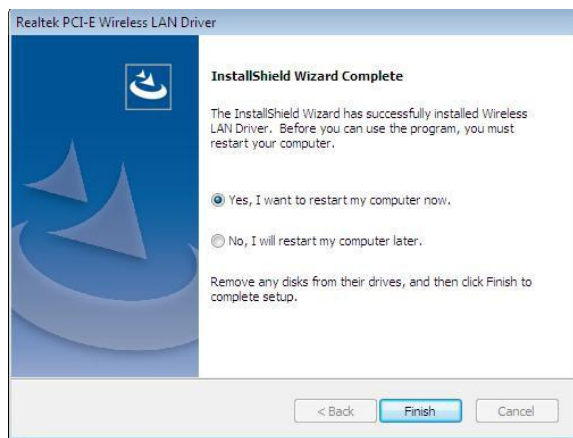 Realtek PCI-E Wireless LAN Driver
InstallShield Wizard Complete
The InstallShield Wizard has successfully installed Wireless
LAN Driver. Before you can use the program, you must
restart your computer.
Yes, I want to restart my computer now.
No, I will restart my computer later.
Remove any disks from their drives, and then click Finish to
complete setup.
< Back Finish Cancel